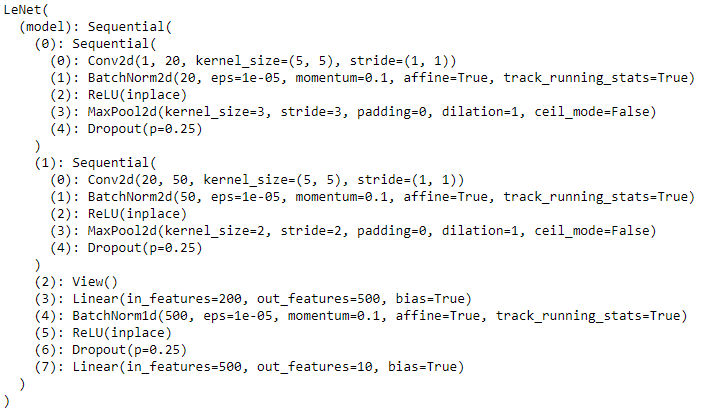 LeNet(
  (model): Sequential(
    (0): Sequential(
      (0): Conv2d(1, 20, kernel_size=(5, 5), stride=(1, 1))
      (1): BatchNorm2d(20, eps=1e-05, momentum=0.1, affine=True, track_running_stats=True)
      (2): ReLU(inplace)
      (3): MaxPool2d(kernel_size=3, stride=3, padding=0, dilation=1, ceil_mode=False)
      (4): Dropout(p=0.25)
    )
    (1): Sequential(
      (0): Conv2d(20, 50, kernel_size=(5, 5), stride=(1, 1))
      (1): BatchNorm2d(50, eps=1e-05, momentum=0.1, affine=True, track_running_stats=True)
      (2): ReLU(inplace)
      (3): MaxPool2d(kernel_size=2, stride=2, padding=0, dilation=1, ceil_mode=False)
      (4): Dropout(p=0.25)
    )
    (2): View()
    (3): Linear(in_features=200, out_features=500, bias=True)
    (4): BatchNorm1d(500, eps=1e-05, momentum=0.1, affine=True, track_running_stats=True)
    (5): ReLU(inplace)
    (6): Dropout(p=0.25)
    (7): Linear(in_features=500, out_features=10, bias=True)
  )
)